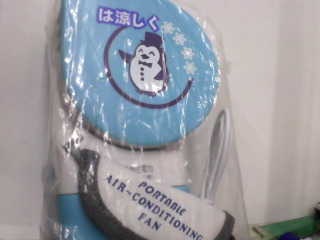 は涼しく
PORTABLE
AIR-CONDITIONING
FAN